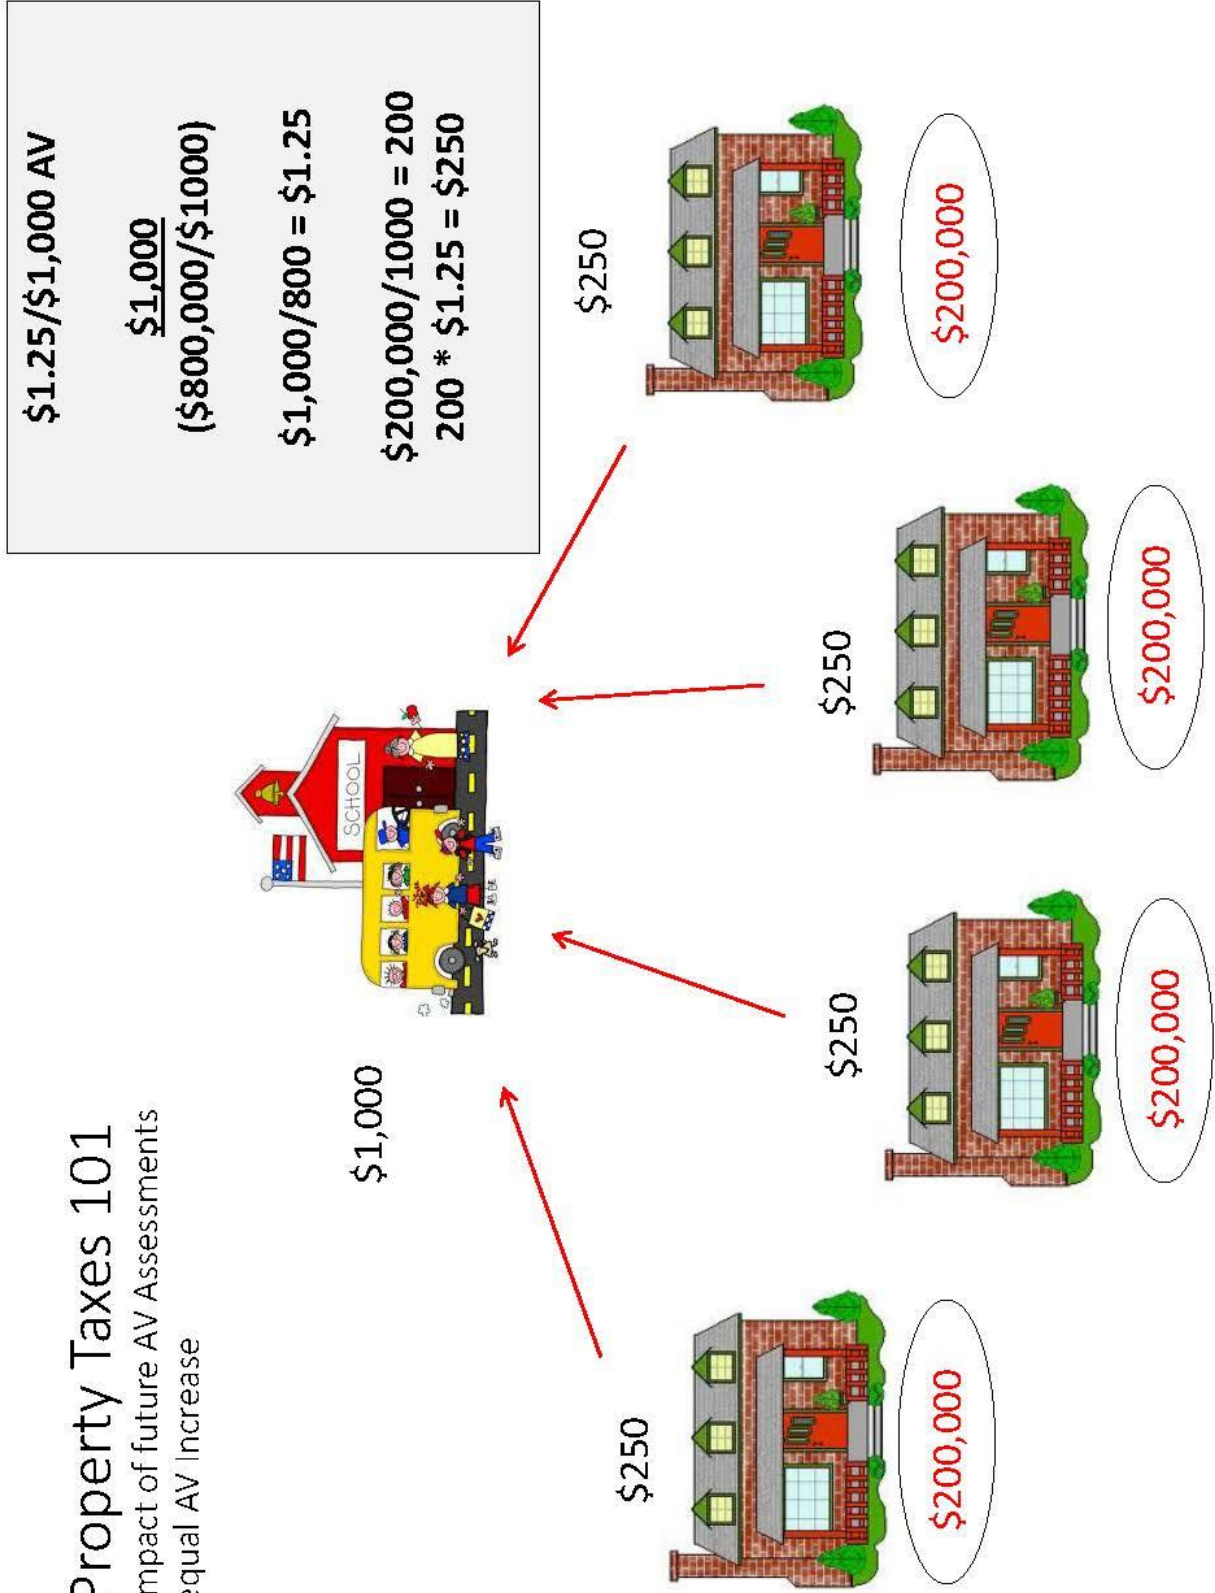 Property Taxes 101
mpact of future AV Assessments
equal AV Increase
$1.25/$1,000 AV
$1,000
($800,000/$1000)
$1,000/800 = $1.25
$200,000/1000 = 200
200 * $1.25 = $250
SCHOOL
$1,000
$250
$250
$250
$250
$200,000
$200,000
$200,000
$200,000